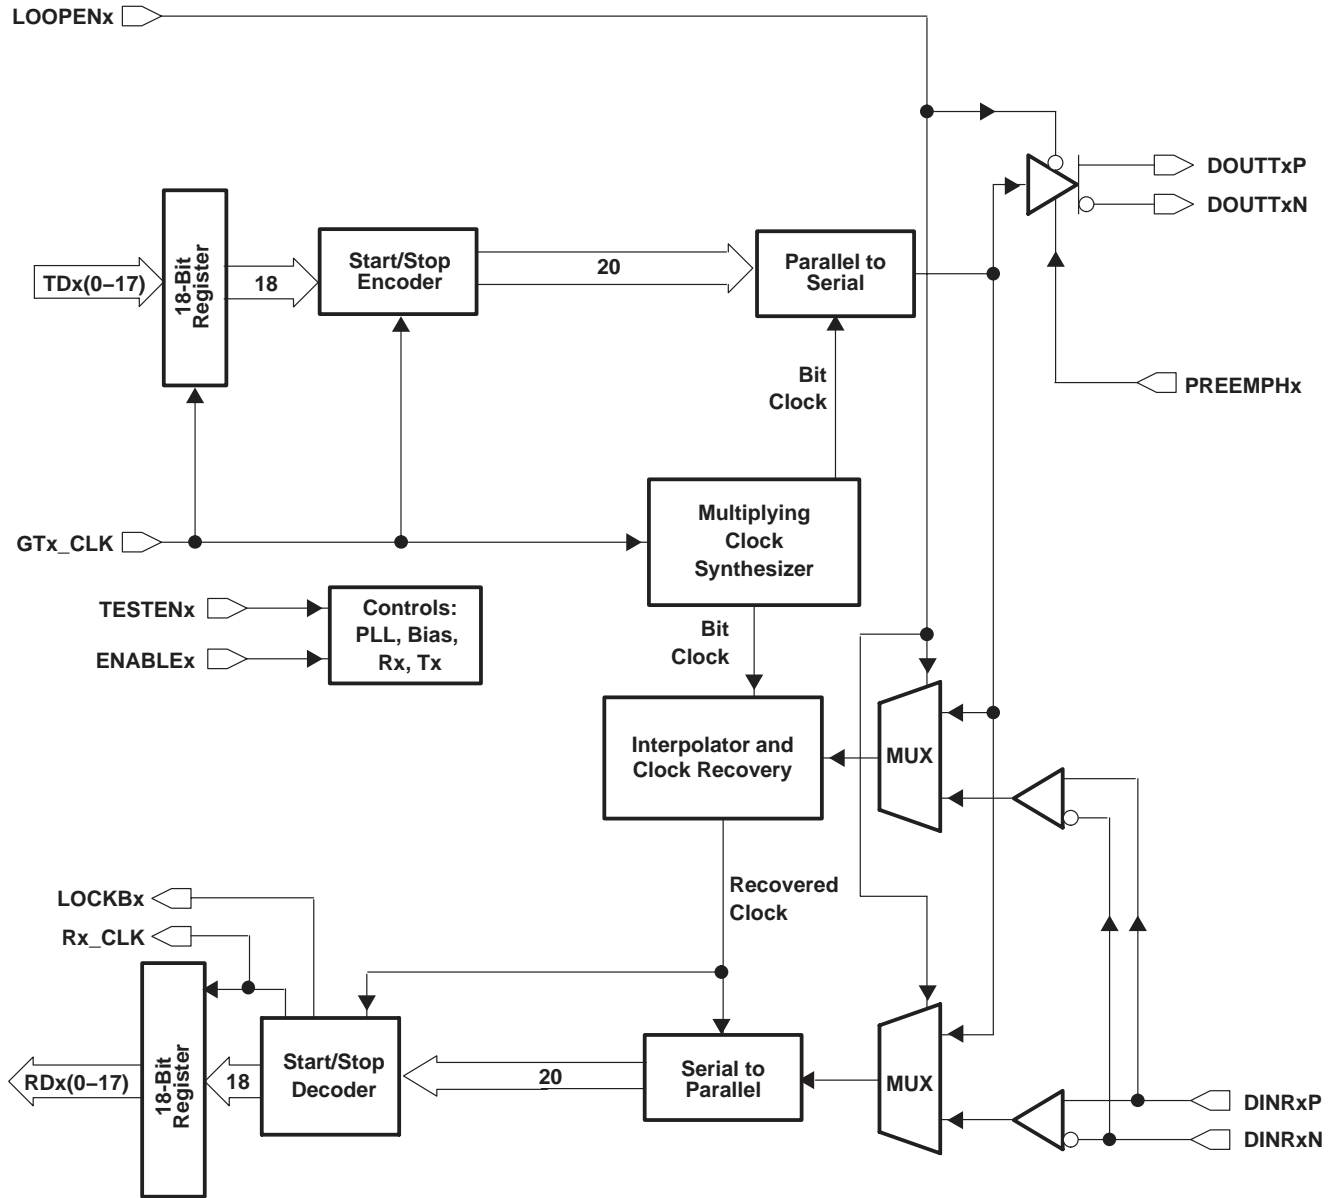 LOOPENx
DOUTTxP
DOUTTxN
TDx(0–17)
18-Bit
Register
18
Start/Stop
Encoder
20
Parallel to
Serial
Bit
Clock
PREEMPHx
GTx_CLK
Multiplying
Clock
Synthesizer
TESTENx
ENABLEx
Controls:
PLL, Bias,
Rx, Tx
Bit
Clock
Interpolator and
Clock Recovery
MUX
Recovered
Clock
LOCKBx
Rx_CLK
RDx(0–17)
18-Bit
Register
18
Start/Stop
Decoder
20
Serial to
Parallel
MUX
DINRxP
DINRxN